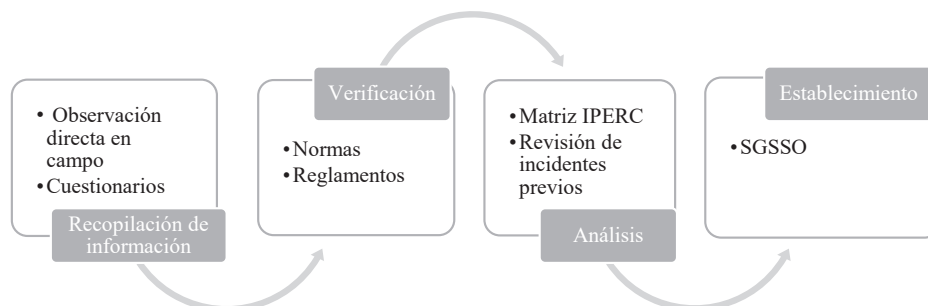 • Observación
directa en
campo
• Cuestionarios
Recopilación de
información
Verificación
• Normas
• Reglamentos
• Matriz IPERC
• Revisión de
incidentes
previos
Análisis
Establecimiento
• SGSSO